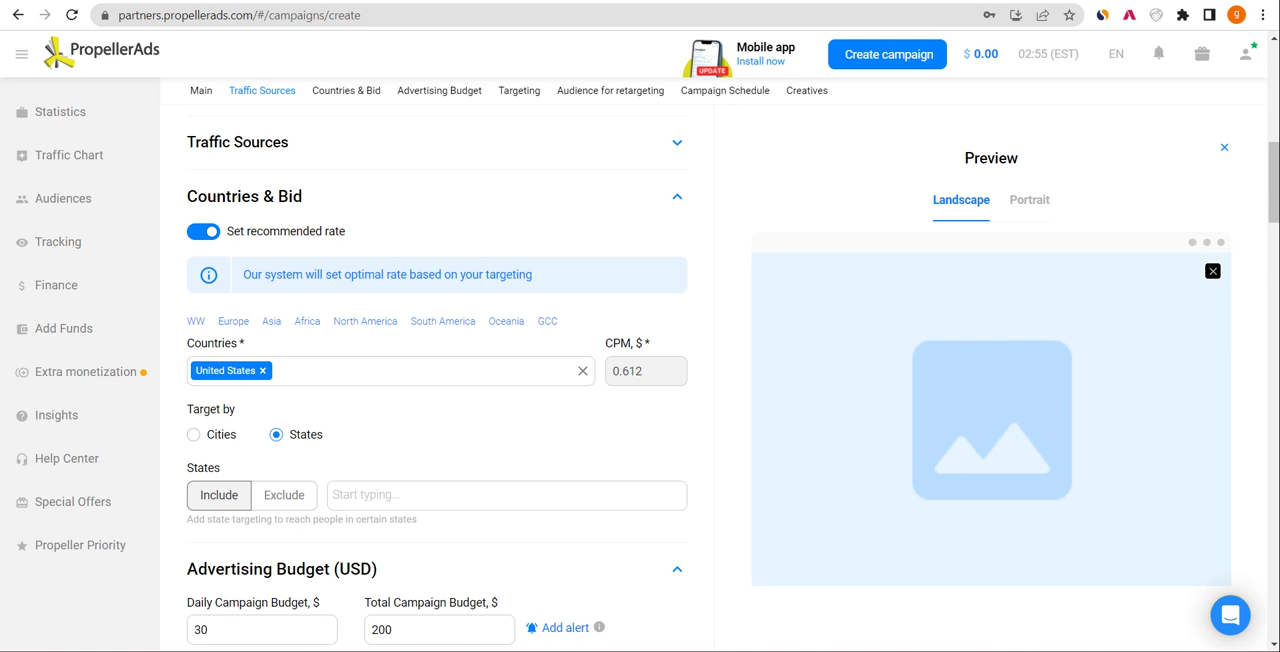 partners.propellerads.com/#/campaigns/create
g
PropellerAds
UPDATE
Mobile app
Install now
Create campaign
$ 0.00
02:55 (EST)
EN
Main
Traffic Sources
Countries & Bid
Advertising Budget
Targeting
Audience for retargeting
Campaign Schedule
Creatives
Statistics
Traffic Chart
Audiences
Tracking
Finance
Add Funds
Extra monetization
Insights
Help Center
Special Offers
Propeller Priority
Traffic Sources
Countries & Bid
Set recommended rate
Our system will set optimal rate based on your targeting
WW Europe Asia Africa North America South America Oceania GCC
Countries *
CPM, $ *
United States
0.612
Target by
Cities
States
States
Include
Exclude
Start typing...
Add state targeting to reach people in certain states
Advertising Budget (USD)
Daily Campaign Budget, $
Total Campaign Budget, $
30
200
Add alert
Preview
Landscape
Portrait